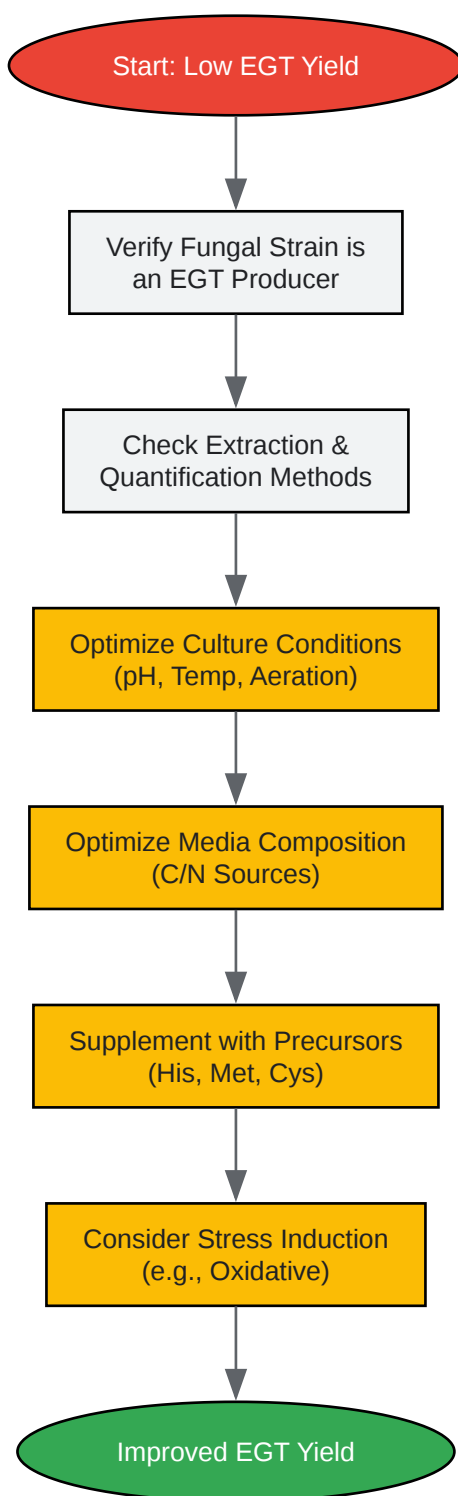 Start: Low EGT Yield
Verify Fungal Strain is
an EGT Producer
Check Extraction &
Quantification Methods
Optimize Culture Conditions
(pH, Temp, Aeration)
Optimize Media Composition
(C/N Sources)
Supplement with Precursors
(His, Met, Cys)
Consider Stress Induction
(e.g., Oxidative)
Improved EGT Yield